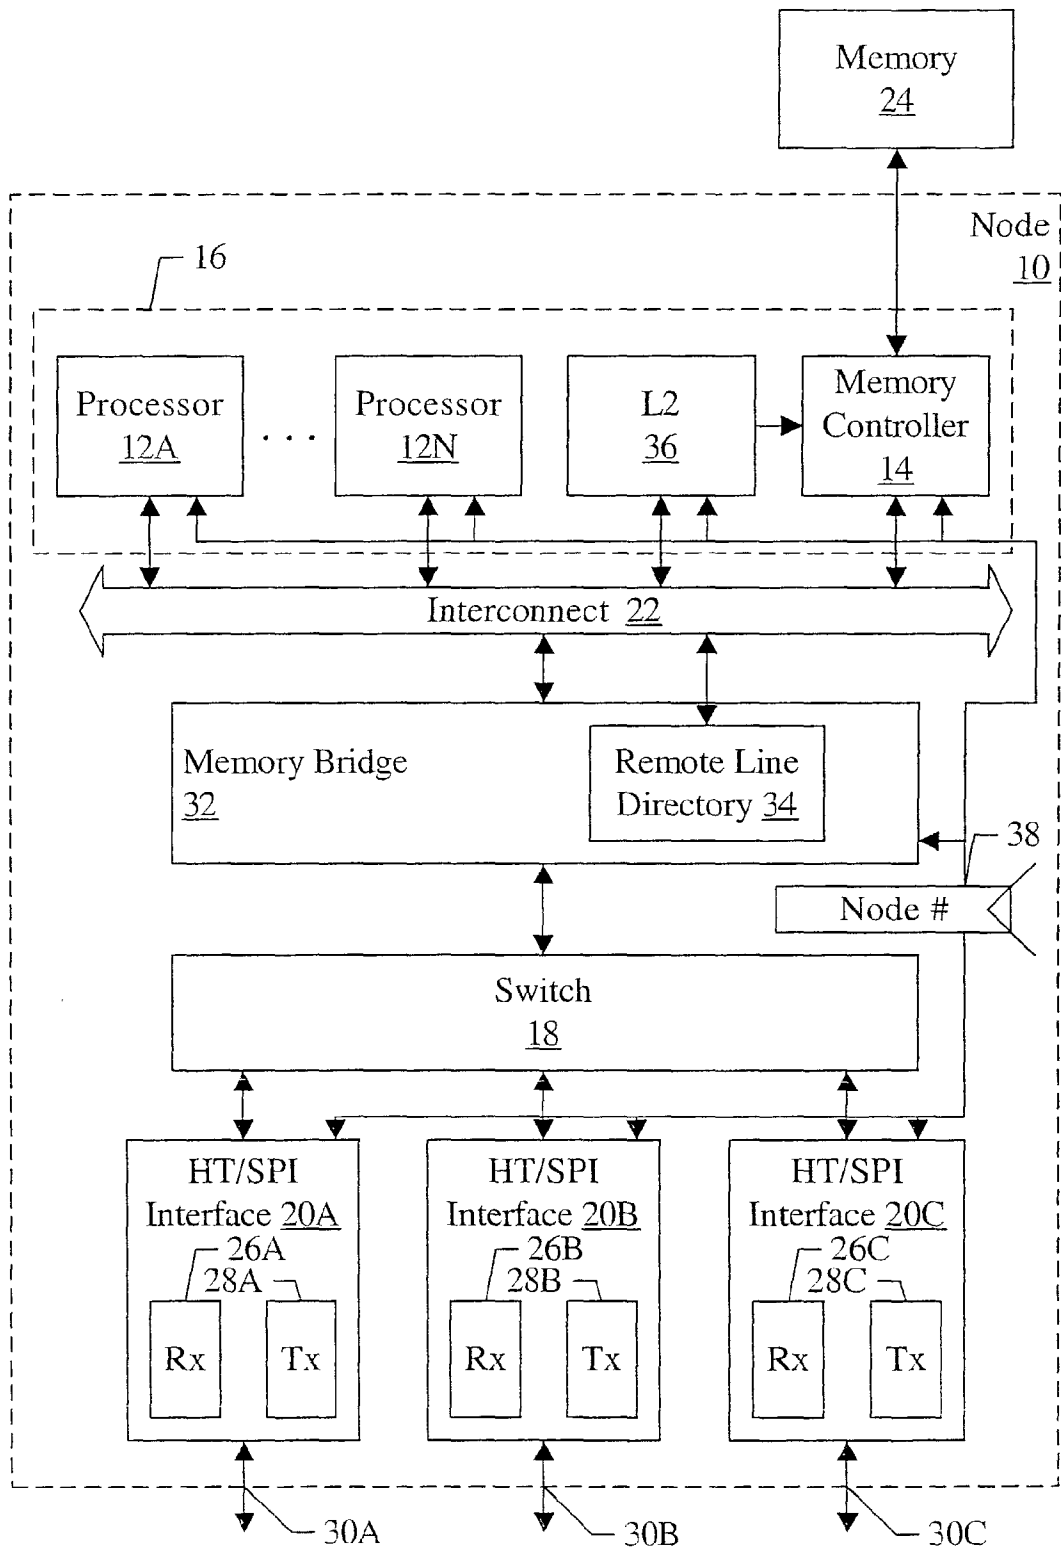 Memory
24
Node
10
16
Processor
12A
. . .
Processor
12N
L2
36
Memory
Controller
14
Interconnect 22
Memory Bridge
32
Remote Line
Directory 34
38
Node #
Switch
18
HT/SPI
Interface 20A
26A
28A
Rx
Tx
HT/SPI
Interface 20B
26B
28B
Rx
Tx
HT/SPI
Interface 20C
26C
28C
Rx
Tx
30A
30B
30C